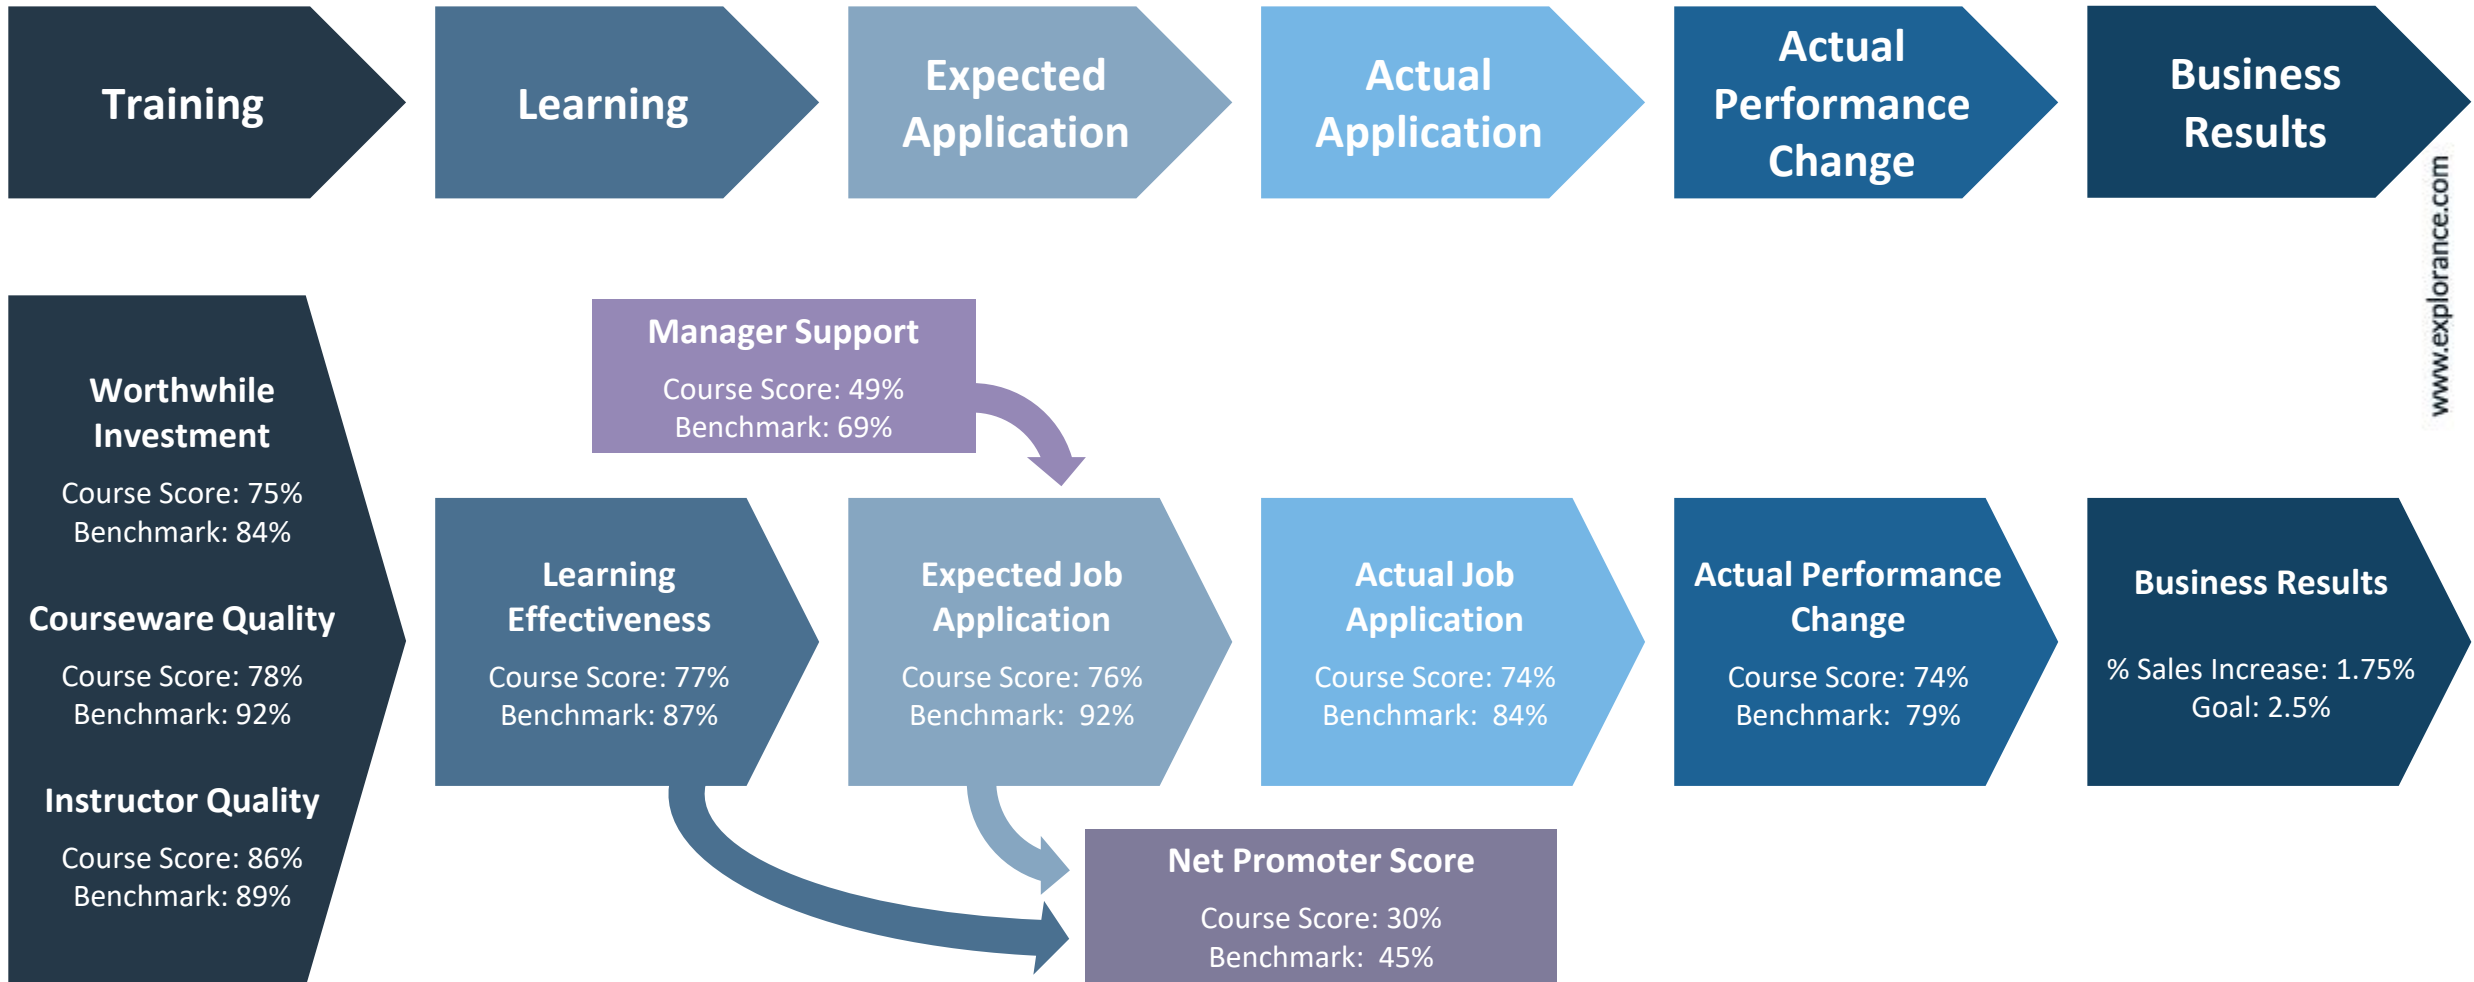 Training
Learning
Expected
Application
Actual
Application
Actual
Performance
Change
Business
Results
www.explorance.com
Worthwhile
Investment
Course Score: 75%
Benchmark: 84%
Courseware Quality
Course Score: 78%
Benchmark: 92%
Instructor Quality
Course Score: 86%
Benchmark: 89%
Manager Support
Course Score: 49%
Benchmark: 69%
Learning
Effectiveness
Course Score: 77%
Benchmark: 87%
Expected Job
Application
Course Score: 76%
Benchmark: 92%
Actual Job
Application
Course Score: 74%
Benchmark: 84%
Actual Performance
Change
Course Score: 74%
Benchmark: 79%
Business Results
% Sales Increase: 1.75%
Goal: 2.5%
Net Promoter Score
Course Score: 30%
Benchmark: 45%